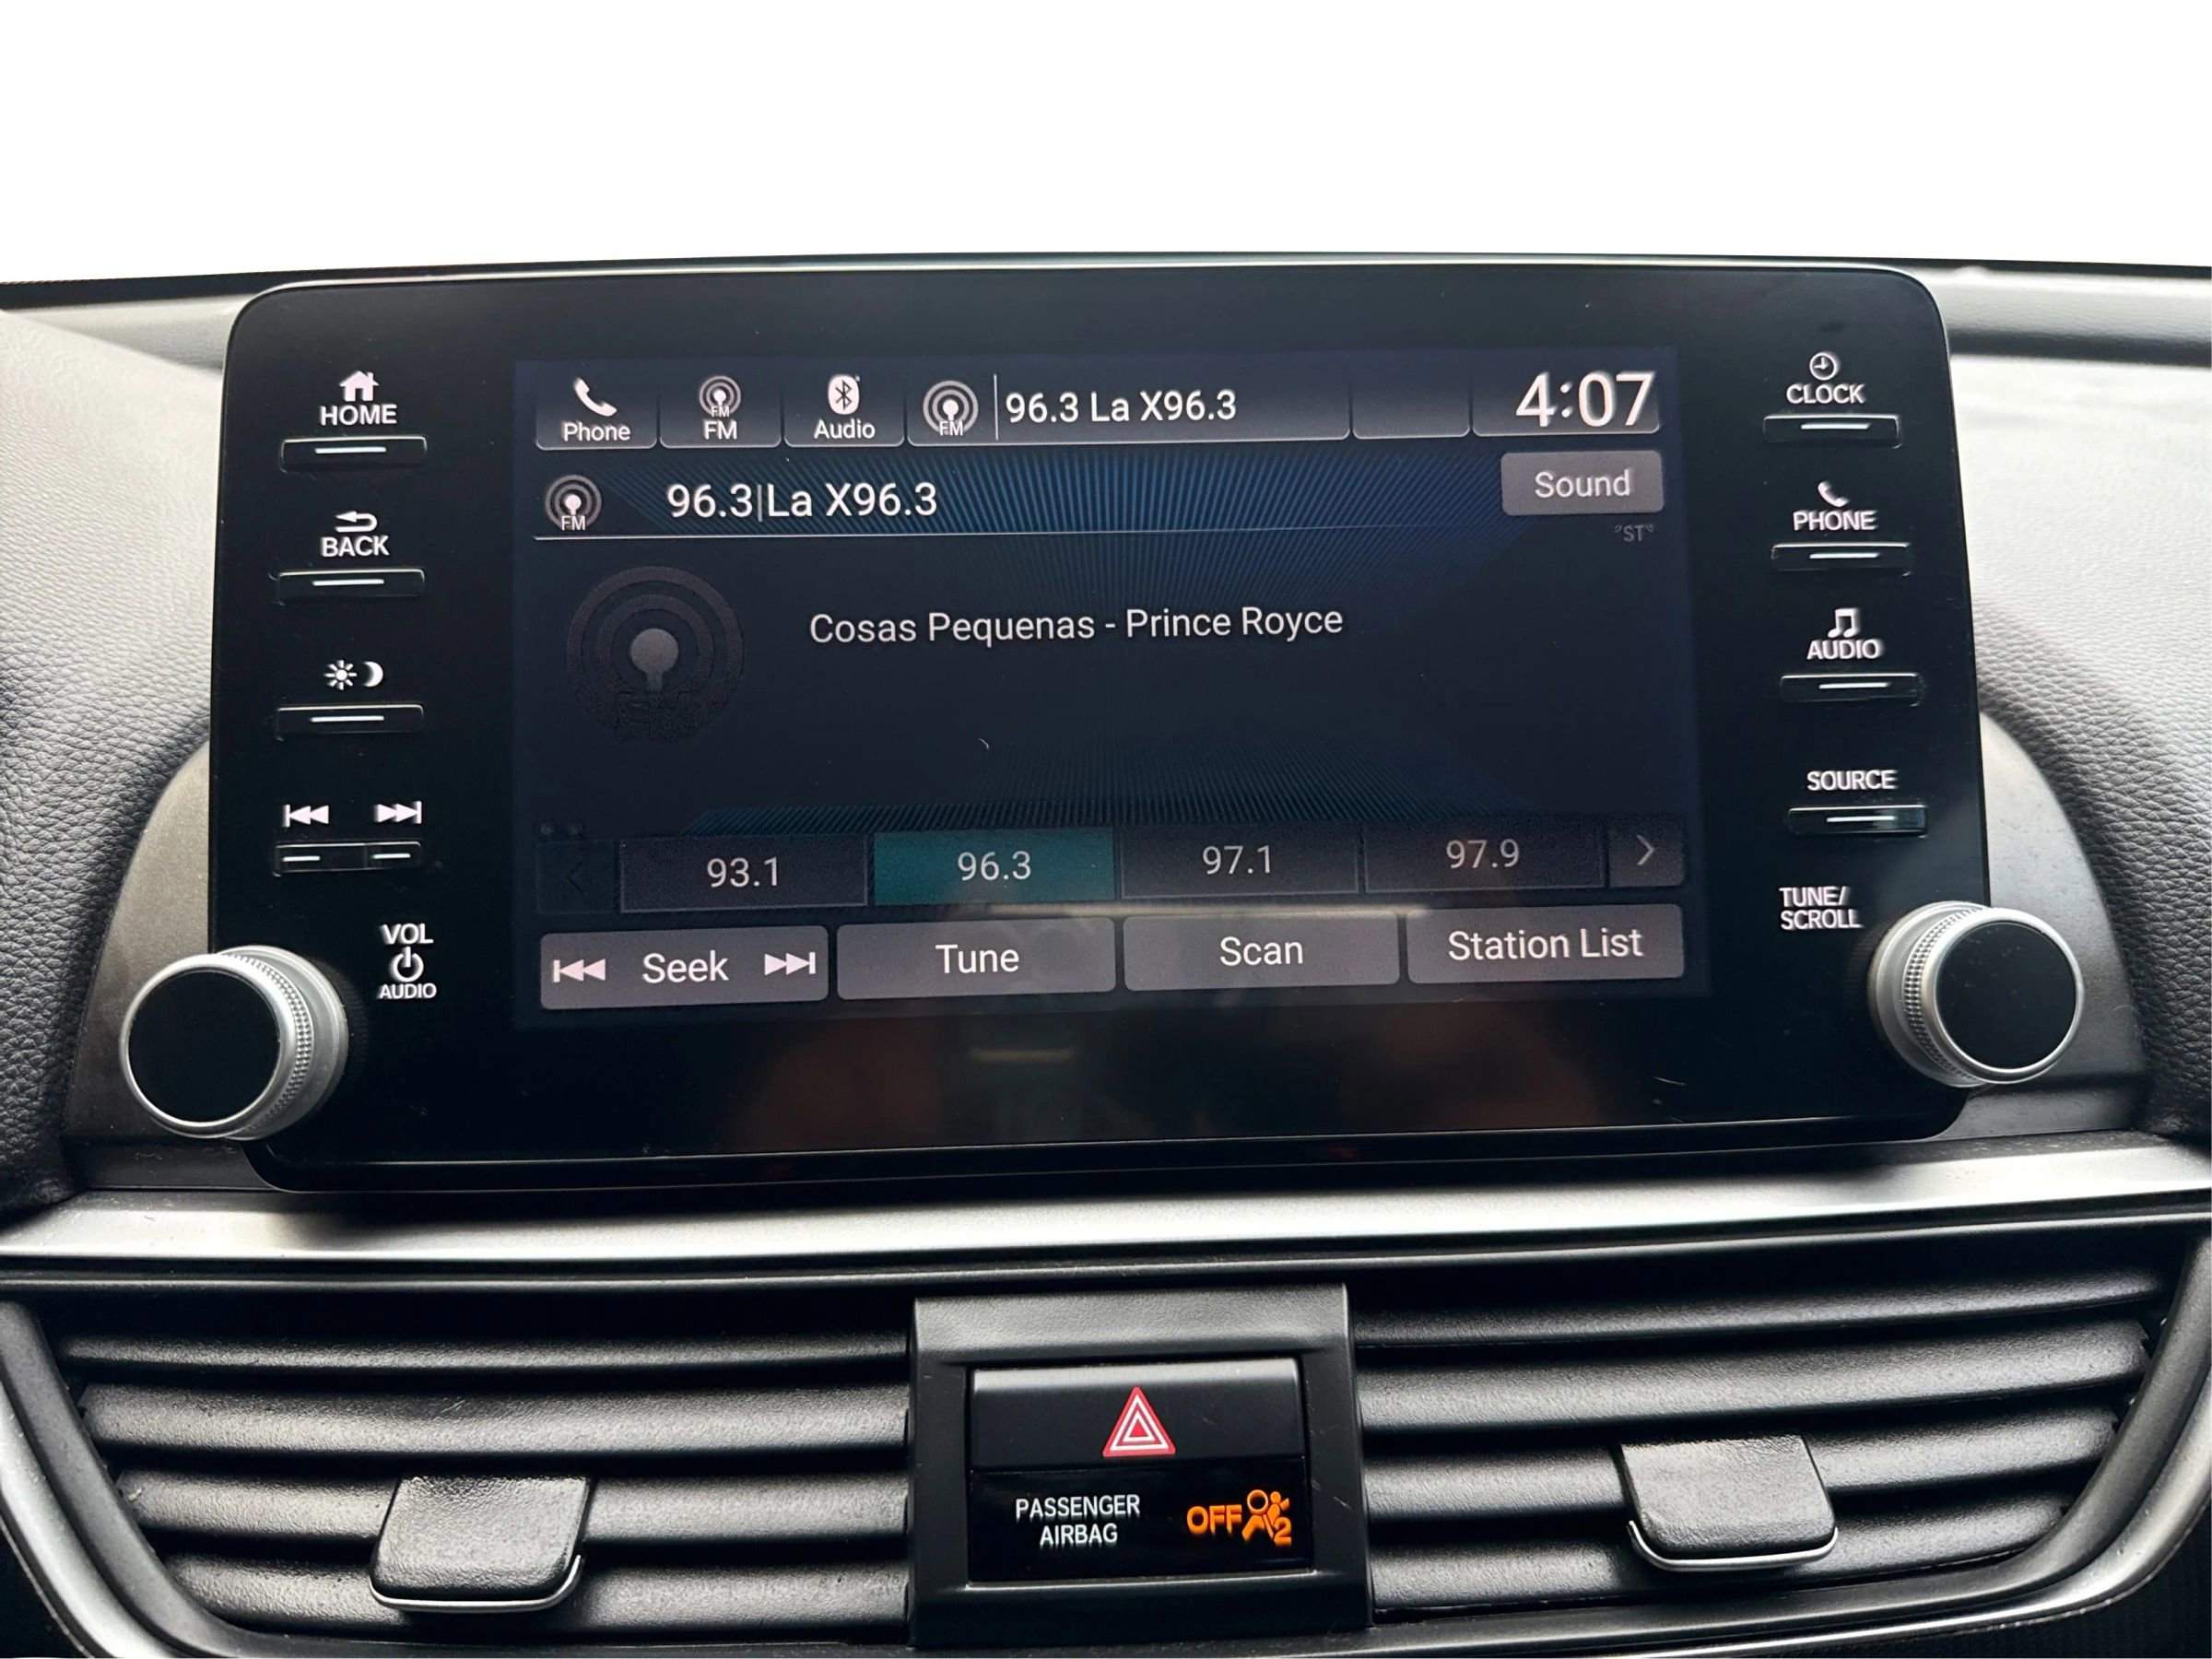 HOME
BACK
VOL
AUDIO
Phone
FM
FM
Audio
FM
96.3 La X96.3
4:07
FM
96.3|La X96.3
Sound
ST
Cosas Pequenas - Prince Royce
FM
93.1
96.3
97.1
97.9
Seek
Tune
Scan
Station List
CLOCK
PHONE
AUDIO
SOURCE
TUNE/
SCROLL
PASSENGER
AIRBAG
OFF
2